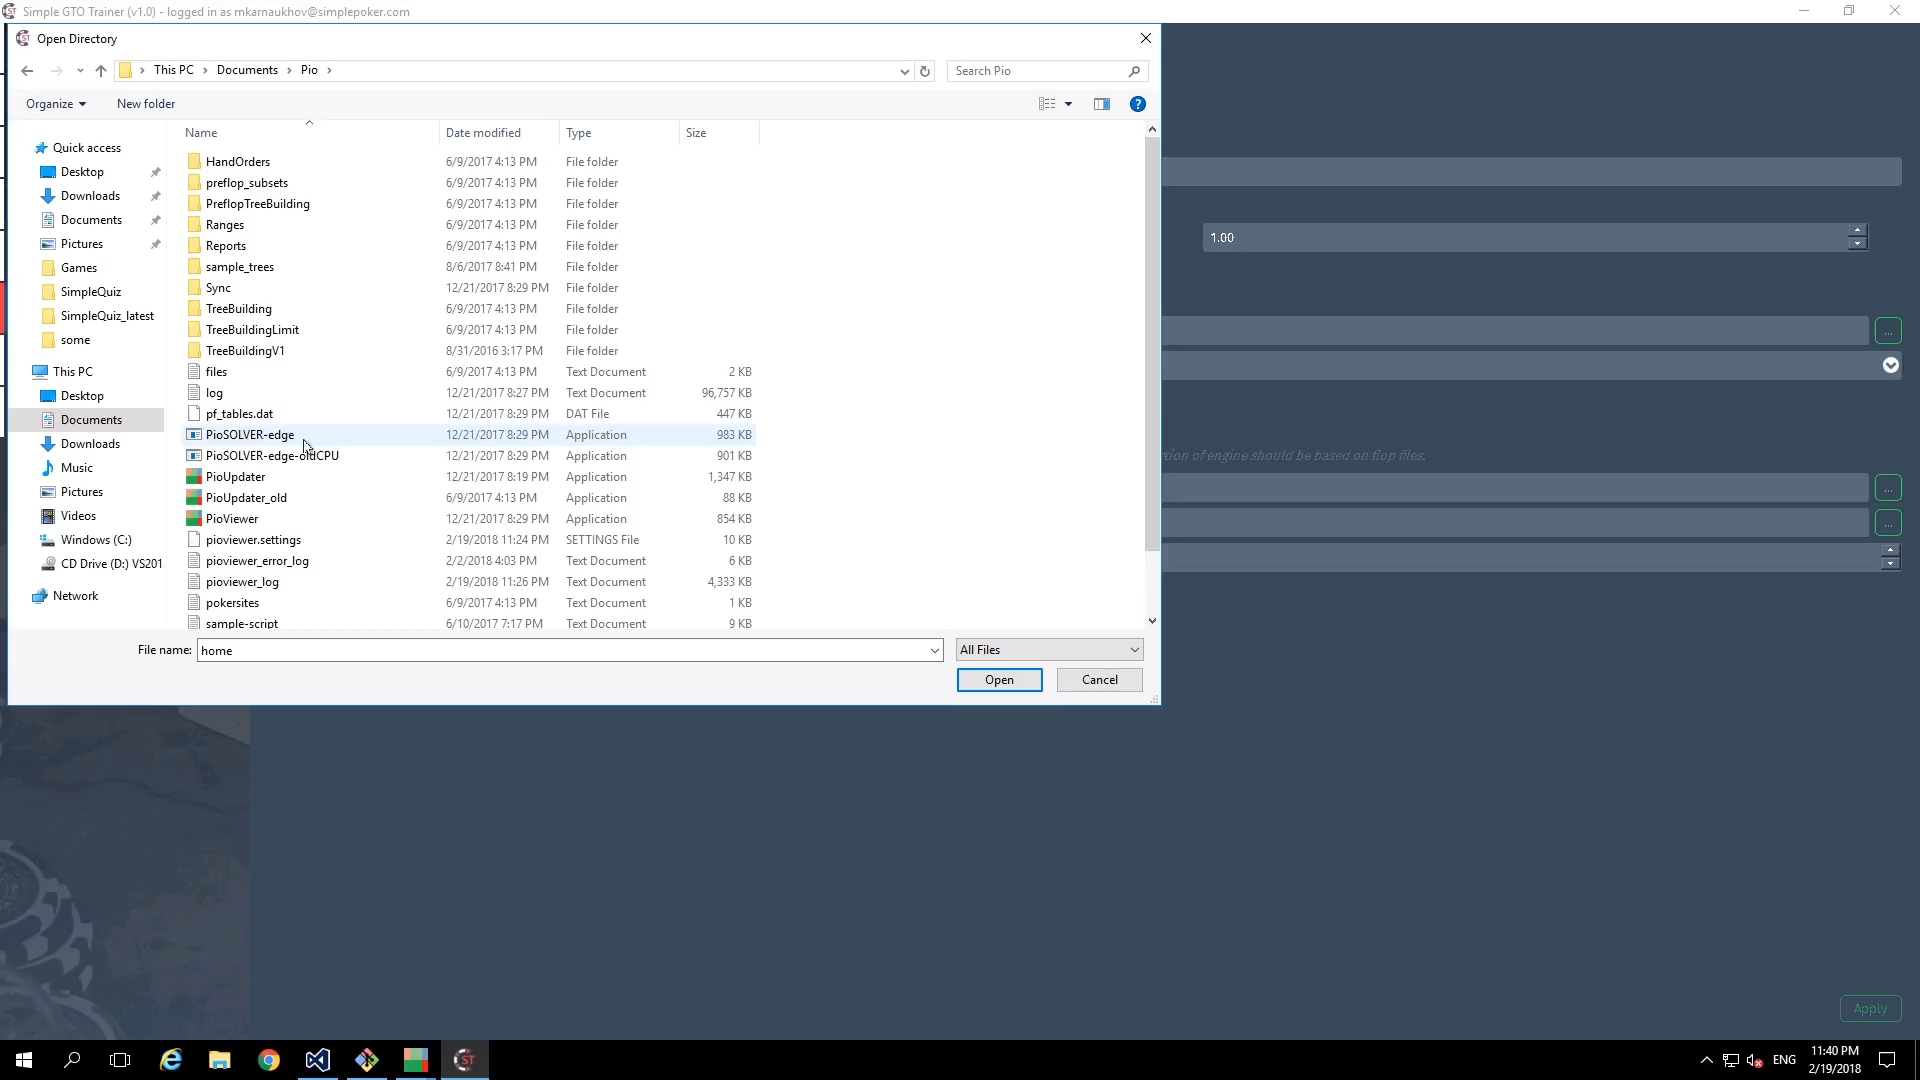 Simple GTO Trainer (v1.0) - logged in as mkarnaukhov@simplepoker.com
Open Directory
This PC > Documents > Pio >
Search Pio
Organize
New folder
Name Date modified Type Size
Quick access
Desktop
Downloads
Documents
Pictures
Games
SimpleQuiz
SimpleQuiz_latest
some
This PC
Desktop
Documents
Downloads
Music
Pictures
Videos
Windows (C:)
CD Drive (D:) VS201
Network
HandOrders 6/9/2017 4:13 PM File folder
preflop_subsets 6/9/2017 4:13 PM File folder
PreflopTreeBuilding 6/9/2017 4:13 PM File folder
Ranges 6/9/2017 4:13 PM File folder
Reports 6/9/2017 4:13 PM File folder
sample_trees 8/6/2017 8:41 PM File folder
Sync 12/21/2017 8:29 PM File folder
TreeBuilding 6/9/2017 4:13 PM File folder
TreeBuildingLimit 6/9/2017 4:13 PM File folder
TreeBuildingV1 8/31/2016 3:17 PM File folder
files 6/9/2017 4:13 PM Text Document 2 KB
log 12/21/2017 8:27 PM Text Document 96,757 KB
pf_tables.dat 12/21/2017 8:29 PM DAT File 447 KB
PioSOLVER-edge 12/21/2017 8:29 PM Application 983 KB
PioSOLVER-edge-oldCPU 12/21/2017 8:29 PM Application 901 KB
PioUpdater 12/21/2017 8:19 PM Application 1,347 KB
PioUpdater_old 6/9/2017 4:13 PM Application 88 KB
PioViewer 12/21/2017 8:29 PM Application 854 KB
pioviewer.settings 2/19/2018 11:24 PM SETTINGS File 10 KB
pioviewer_error_log 2/2/2018 4:03 PM Text Document 6 KB
pioviewer_log 2/19/2018 11:26 PM Text Document 4,333 KB
pokersites 6/9/2017 4:13 PM Text Document 1 KB
sample-script 6/10/2017 7:17 PM Text Document 9 KB
File name: home
All Files
Open
Cancel
1.00
...
tion of engine should be based on flop files.
...
...
Apply
ST
ENG
11:40 PM
2/19/2018